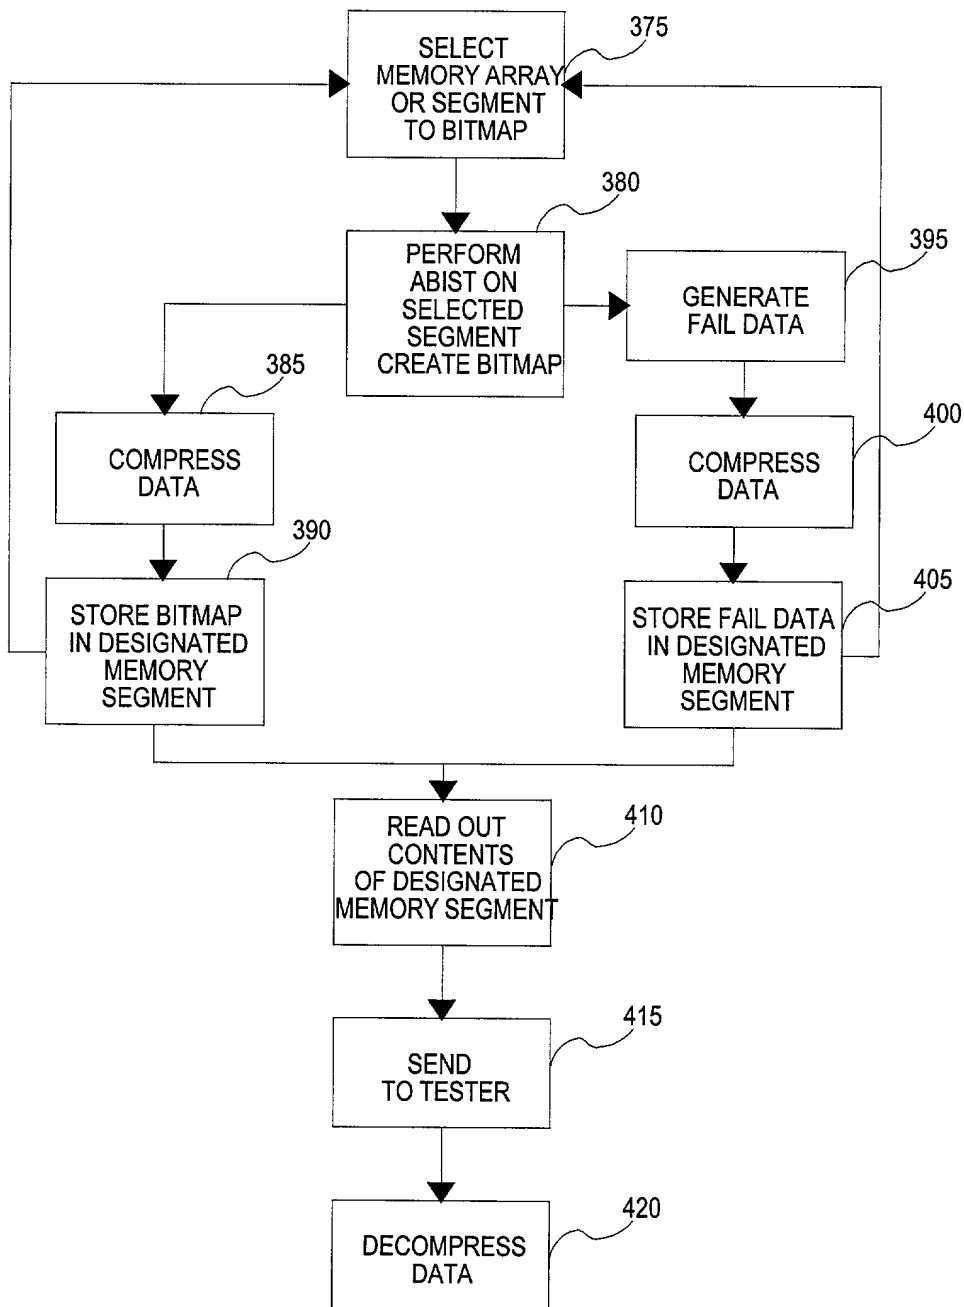 375
SELECT
MEMORY ARRAY
OR SEGMENT
TO BITMAP
380
PERFORM
ABIST ON
SELECTED
SEGMENT
CREATE BITMAP
395
GENERATE
FAIL DATA
385
COMPRESS
DATA
400
COMPRESS
DATA
390
STORE BITMAP
IN DESIGNATED
MEMORY
SEGMENT
405
STORE FAIL DATA
IN DESIGNATED
MEMORY
SEGMENT
410
READ OUT
CONTENTS
OF DESIGNATED
MEMORY SEGMENT
415
SEND
TO TESTER
420
DECOMPRESS
DATA